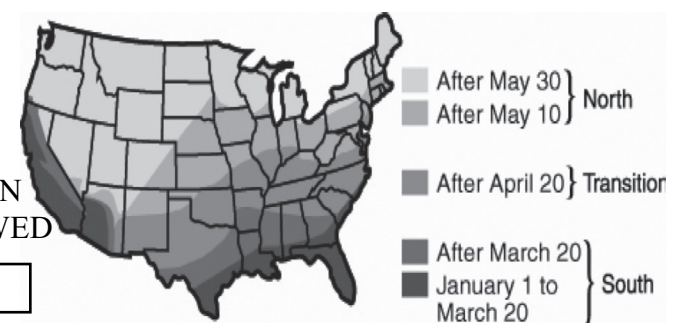 After May 30
North
After May 10
After April 20
Transition
N
VED
After March 20
January 1 to
South
March 20